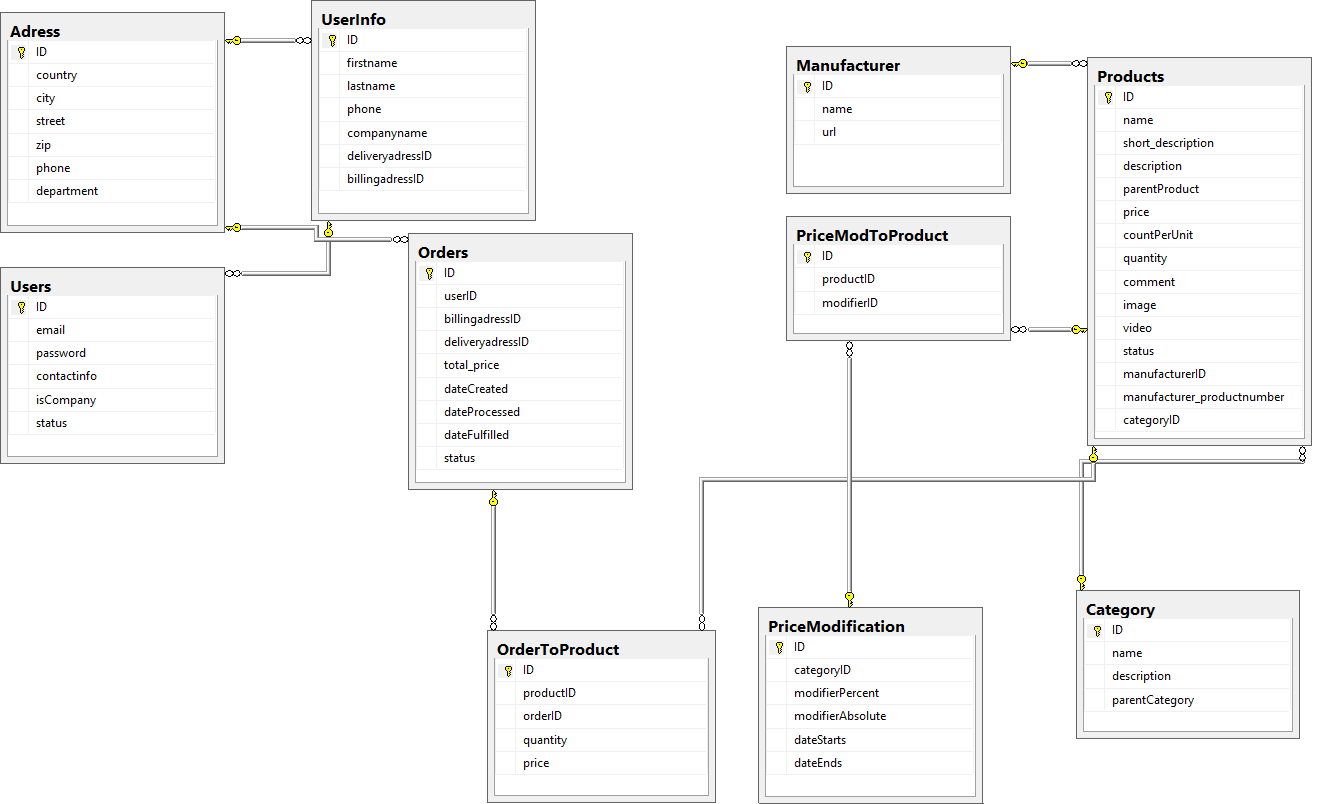 Adress
ID
country
city
street
zip
phone
department
UserInfo
ID
firstname
lastname
phone
companyname
deliveryadressID
billingadressID
Users
ID
email
password
contactinfo
isCompany
status
Orders
ID
userID
billingadressID
deliveryadressID
total_price
dateCreated
dateProcessed
dateFulfilled
status
Manufacturer
ID
name
url
PriceModToProduct
ID
productID
modifierID
Products
ID
name
short_description
description
parentProduct
price
countPerUnit
quantity
comment
image
video
status
manufacturerID
manufacturer_productnumber
categoryID
OrderToProduct
ID
productID
orderID
quantity
price
PriceModification
ID
categoryID
modifierPercent
modifierAbsolute
dateStarts
dateEnds
Category
ID
name
description
parentCategory